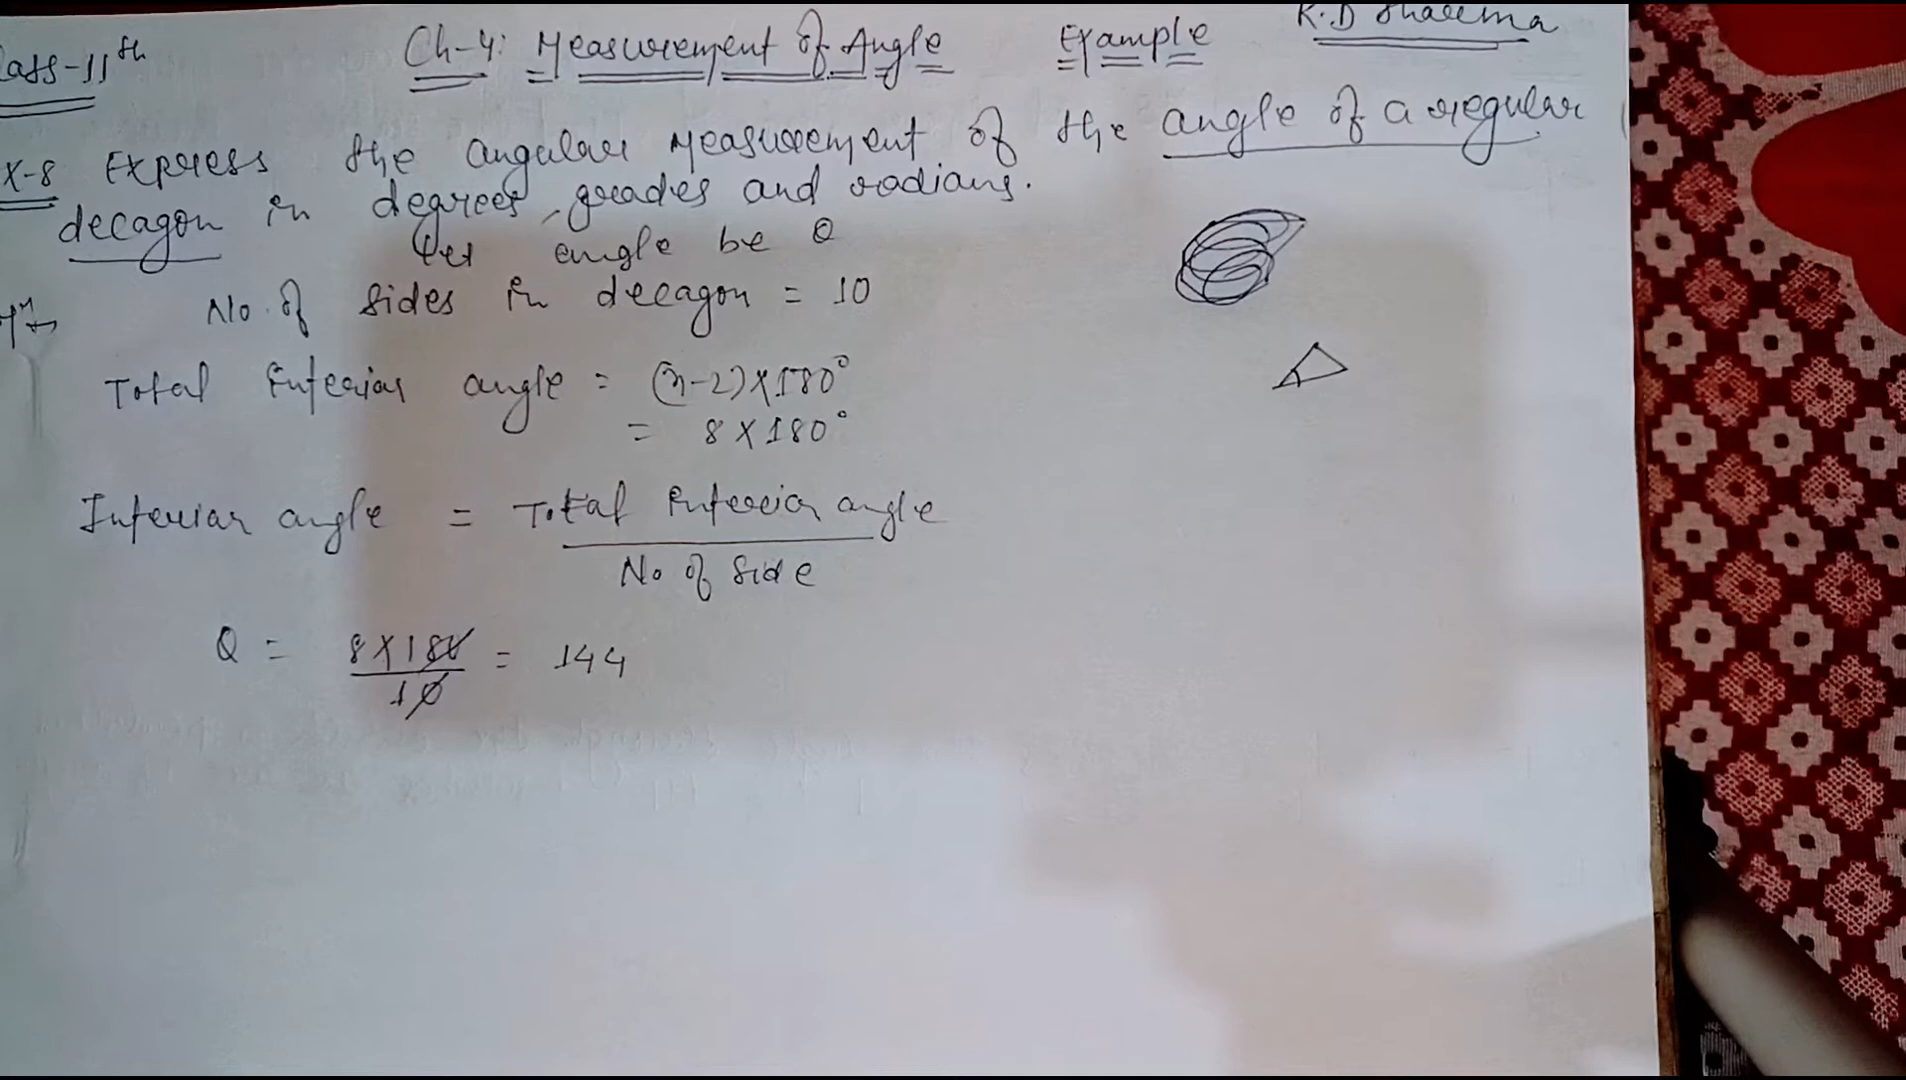 Class-11th Ch-4: Measurement of Angle Example R.D Sharma
Ex-8 Express the angular measurement of the angle of a regular
decagon in degrees, grades and radians.
Let angle be θ
No. of sides in decagon = 10
Total interior angle = (n-2)×180°
= 8×180°
Interior angle = Total interior angle
No of side
θ = 8×180 = 144
10